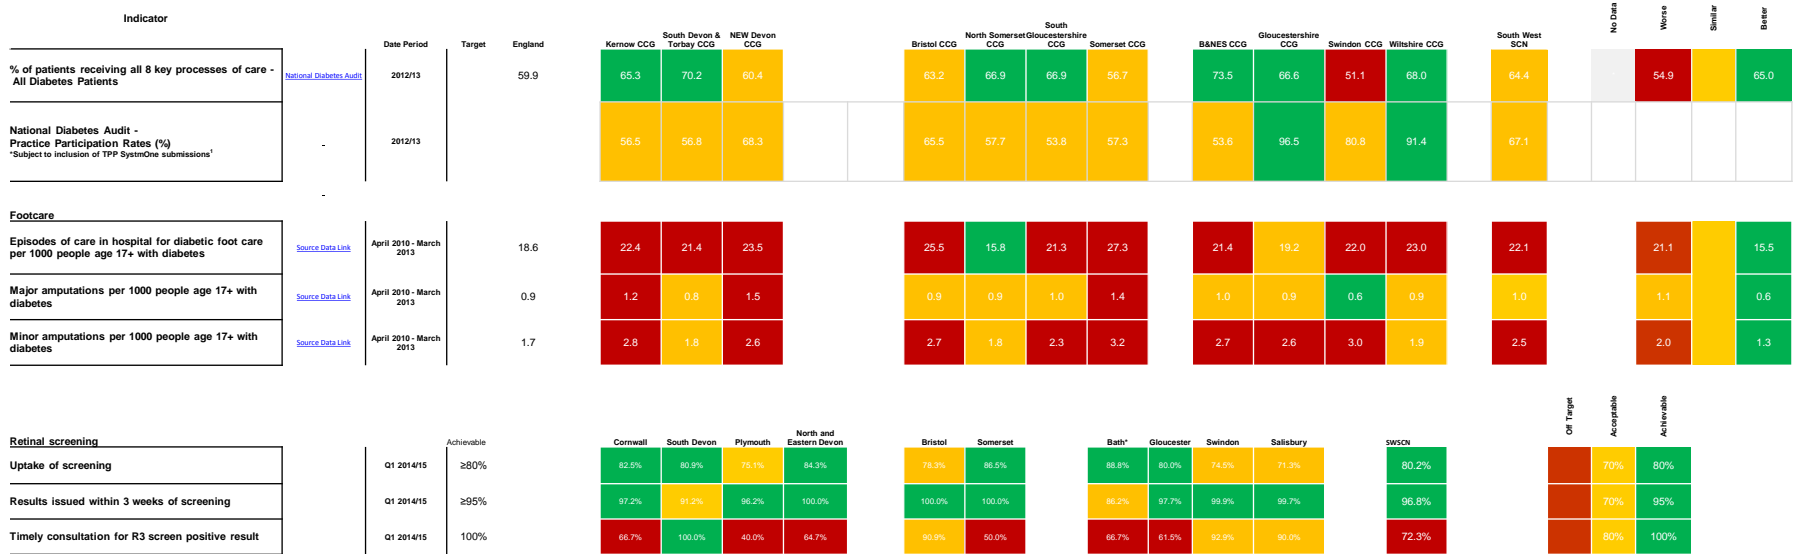 Indicator
Date Period Target England Kernow CCG South Devon & Torbay CCG NEW Devon CCG Bristol CCG North Somerset CCG South Gloucestershire CCG Somerset CCG B&NES CCG Gloucestershire CCG Swindon CCG Wiltshire CCG South West SCN No Data Worse Similar Better
% of patients receiving all 8 key processes of care -
All Diabetes Patients
National Diabetes Audit 2012/13 59.9 65.3 70.2 60.4 63.2 66.9 66.9 56.7 73.5 66.6 51.1 68.0 64.4 54.9 65.0
National Diabetes Audit -
Practice Participation Rates (%)
*Subject to inclusion of TPP SystmOne submissions¹
- 2012/13 56.5 56.8 68.3 65.5 57.7 53.8 57.3 53.6 96.5 80.8 91.4 67.1
-
Footcare
Episodes of care in hospital for diabetic foot care
per 1000 people age 17+ with diabetes
Source Data Link April 2010 - March 2013 18.6 22.4 21.4 23.5 25.5 15.8 21.3 27.3 21.4 19.2 22.0 23.0 22.1 21.1 15.5
Major amputations per 1000 people age 17+ with
diabetes
Source Data Link April 2010 - March 2013 0.9 1.2 0.8 1.5 0.9 0.9 1.0 1.4 1.0 0.9 0.6 0.9 1.0 1.1 0.6
Minor amputations per 1000 people age 17+ with
diabetes
Source Data Link April 2010 - March 2013 1.7 2.8 1.8 2.6 2.7 1.8 2.3 3.2 2.7 2.6 3.0 1.9 2.5 2.0 1.3
Retinal screening
Achievable Cornwall South Devon Plymouth North and Eastern Devon Bristol Somerset Bath* Gloucester Swindon Salisbury SWSCN Off Target Acceptable Achievable
Uptake of screening Q1 2014/15 ≥80% 82.5% 80.9% 75.1% 84.3% 78.3% 86.5% 88.8% 80.0% 74.5% 71.3% 80.2% 70% 80%
Results issued within 3 weeks of screening Q1 2014/15 ≥95% 97.2% 91.2% 96.2% 100.0% 100.0% 100.0% 86.2% 97.7% 99.9% 99.7% 96.8% 70% 95%
Timely consultation for R3 screen positive result Q1 2014/15 100% 66.7% 100.0% 40.0% 64.7% 90.9% 50.0% 66.7% 61.5% 92.9% 90.0% 72.3% 80% 100%